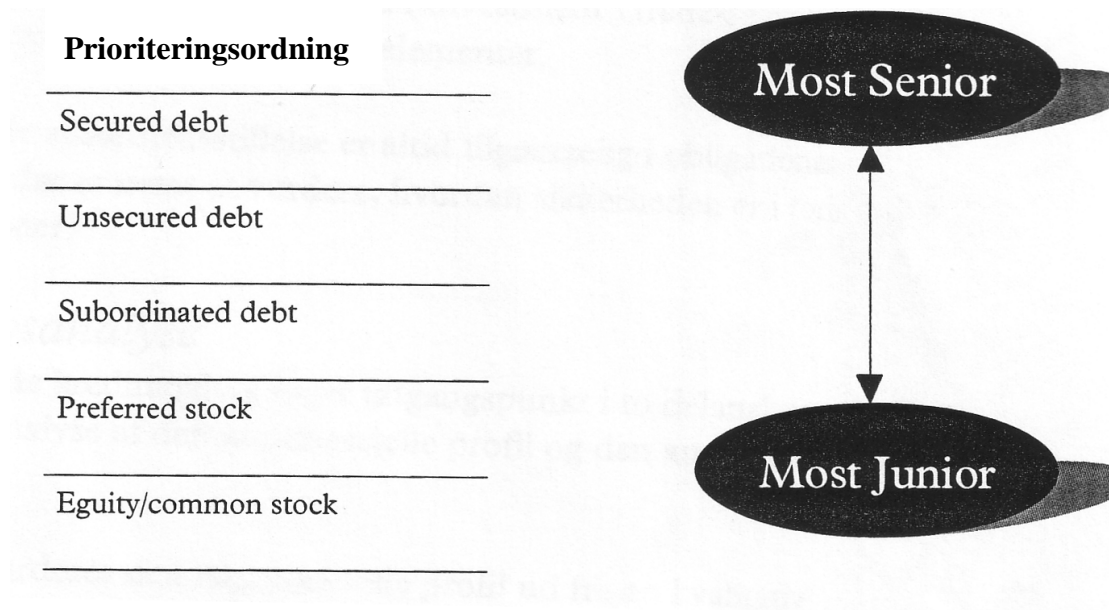 Prioriteringsordning
Most Senior
Secured debt
Unsecured debt
Subordinated debt
Preferred stock
Most Junior
Eguity/common stock